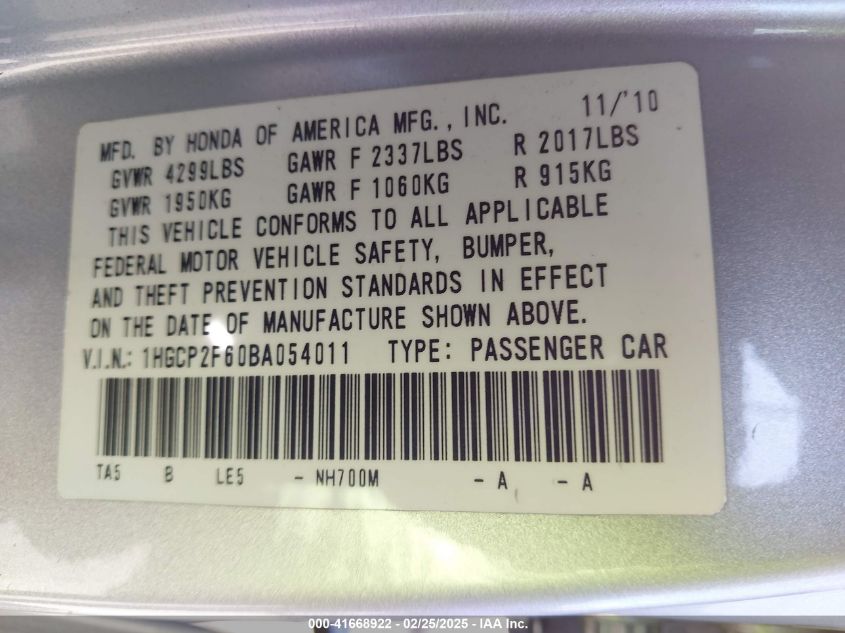 MFD. BY HONDA OF AMERICA MFG., INC. 11/'10
GVWR 4299LBS GAWR F 2337LBS R 2017LBS
GVWR 1950KG GAWR F 1060KG R 915KG
THIS VEHICLE CONFORMS TO ALL APPLICABLE
FEDERAL MOTOR VEHICLE SAFETY, BUMPER,
AND THEFT PREVENTION STANDARDS IN EFFECT
ON THE DATE OF MANUFACTURE SHOWN ABOVE.
V.I.N.: 1HGCP2F60BA054011 TYPE: PASSENGER CAR
TA5 B LE5 - NH700M - A - A
000-41668922 - 02/25/2025 - IAA Inc.